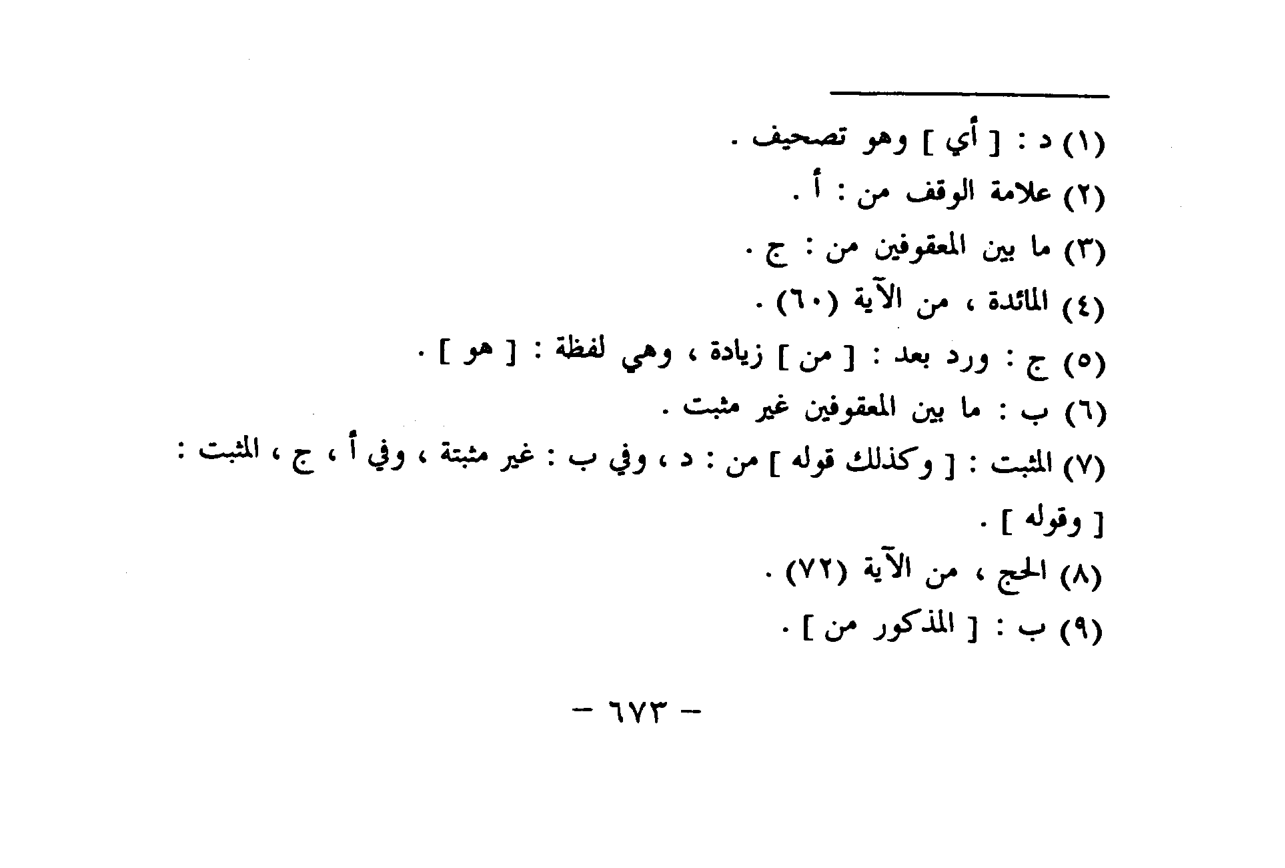 (١) د : [ أي ] وهو تصحيف .
(٢) علامة الوقف من : أ .
(٣) ما بين المعقوفين من : ج .
(٤) المائدة ، من الآية (٦٠) .
(٥) ج : ورد بعد : [ من ] زيادة ، وهي لفظة : [ هو ] .
(٦) ب : ما بين المعقوفين غير مثبت .
(٧) المثبت : [ وكذلك قوله ] من : د ، وفي ب : غير مثبتة ، وفي أ ، ج ، المثبت :
[ وقوله ] .
(٨) الحج ، من الآية (٧٢) .
(٩) ب : [ المذكور من ] .
– ٦٧٣ –